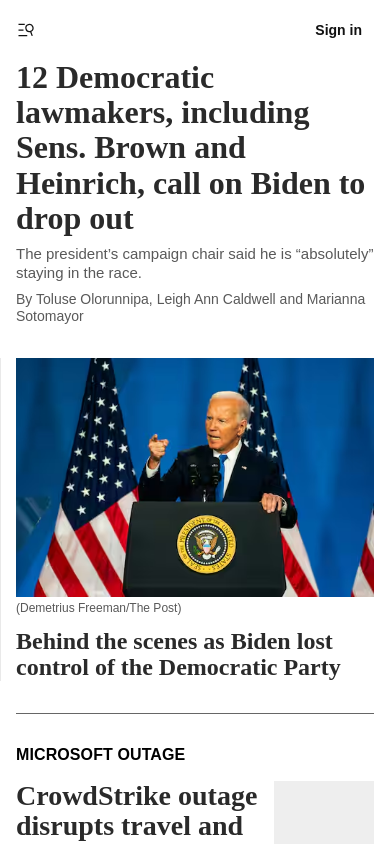 Sign in
12 Democratic
lawmakers, including
Sens. Brown and
Heinrich, call on Biden to
drop out
The president’s campaign chair said he is “absolutely”
staying in the race.
By Toluse Olorunnipa, Leigh Ann Caldwell and Marianna
Sotomayor
(Demetrius Freeman/The Post)
Behind the scenes as Biden lost
control of the Democratic Party
MICROSOFT OUTAGE
CrowdStrike outage
disrupts travel and